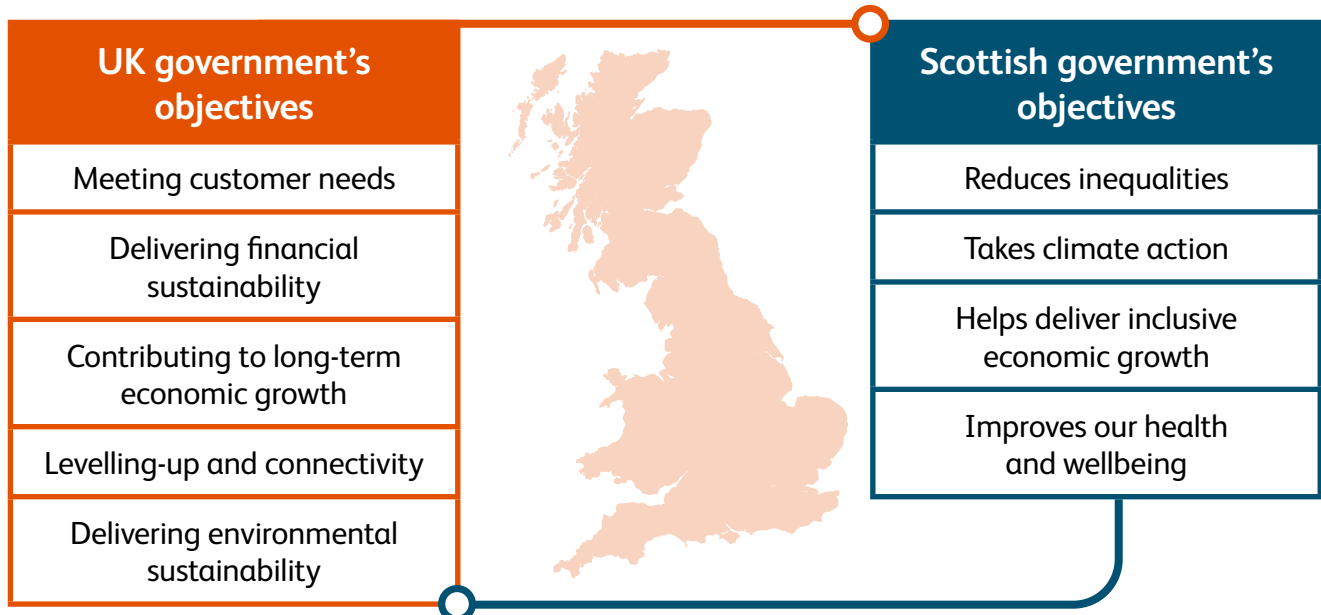 UK government’s
objectives
Meeting customer needs
Delivering financial
sustainability
Contributing to long-term
economic growth
Levelling-up and connectivity
Delivering environmental
sustainability
Scottish government’s
objectives
Reduces inequalities
Takes climate action
Helps deliver inclusive
economic growth
Improves our health
and wellbeing